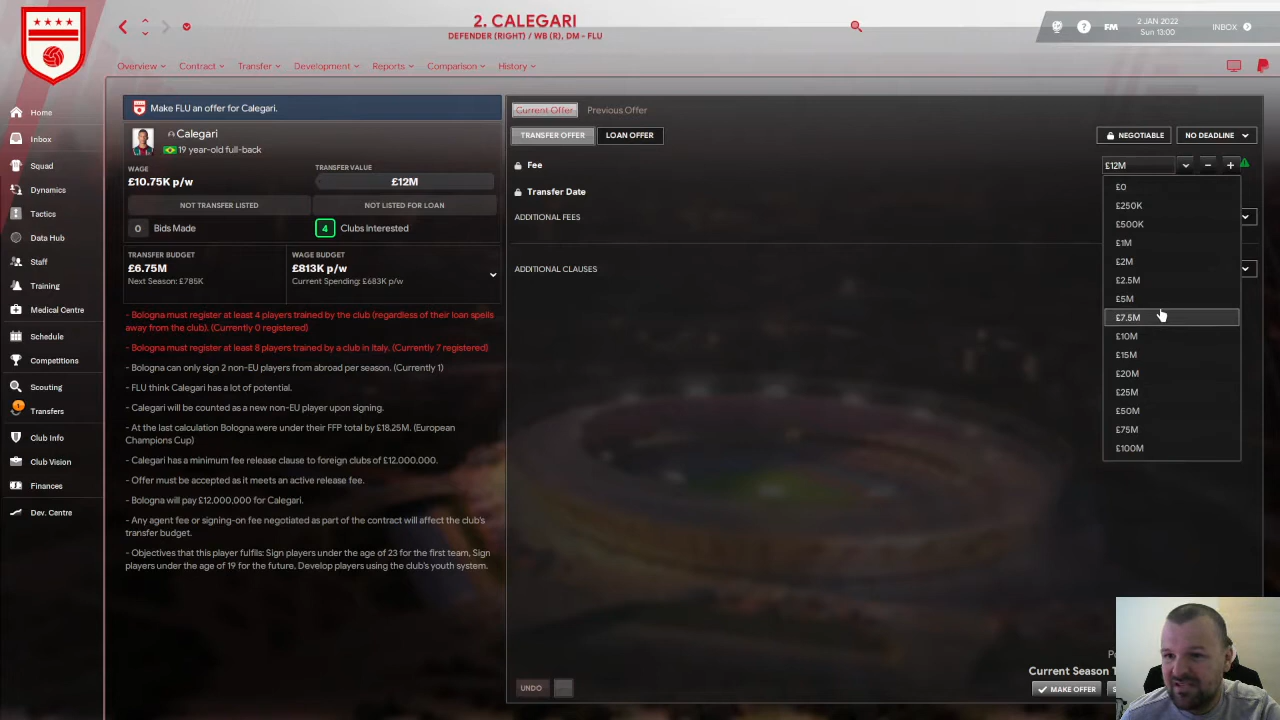 2. CALEGARI
DEFENDER (RIGHT) / WB (R), DM - FLU
2 JAN 2022
Sun 13:00
FM
INBOX
Overview
Contract
Transfer
Development
Reports
Comparison
History
Home
Inbox
Squad
Dynamics
Tactics
Data Hub
Staff
Training
Medical Centre
Schedule
Competitions
Scouting
1
Transfers
Club Info
Club Vision
Finances
Dev. Centre
Make FLU an offer for Calegari.
Calegari
19 year-old full-back
WAGE
£10.75K p/w
TRANSFER VALUE
£12M
NOT TRANSFER LISTED
NOT LISTED FOR LOAN
0 Bids Made
4 Clubs Interested
TRANSFER BUDGET
£6.75M
Next Season: £785K
WAGE BUDGET
£813K p/w
Current Spending: £683K p/w
- Bologna must register at least 4 players trained by the club (regardless of their loan spells
away from the club). (Currently 0 registered)
- Bologna must register at least 8 players trained by a club in Italy. (Currently 7 registered)
- Bologna can only sign 2 non-EU players from abroad per season. (Currently 1)
- FLU think Calegari has a lot of potential.
- Calegari will be counted as a new non-EU player upon signing.
- At the last calculation Bologna were under their FFP total by £18.25M. (European
Champions Cup)
- Calegari has a minimum fee release clause to foreign clubs of £12,000,000.
- Offer must be accepted as it meets an active release fee.
- Bologna will pay £12,000,000 for Calegari.
- Any agent fee or signing-on fee negotiated as part of the contract will affect the club's
transfer budget.
- Objectives that this player fulfils: Sign players under the age of 23 for the first team, Sign
players under the age of 19 for the future. Develop players using the club's youth system.
Current Offer
Previous Offer
TRANSFER OFFER
LOAN OFFER
NEGOTIABLE
NO DEADLINE
Fee
£12M
Transfer Date
ADDITIONAL FEES
ADDITIONAL CLAUSES
£0
£250K
£500K
£1M
£2M
£2.5M
£5M
£7.5M
£10M
£15M
£20M
£25M
£50M
£75M
£100M
UNDO
Current Season T
MAKE OFFER